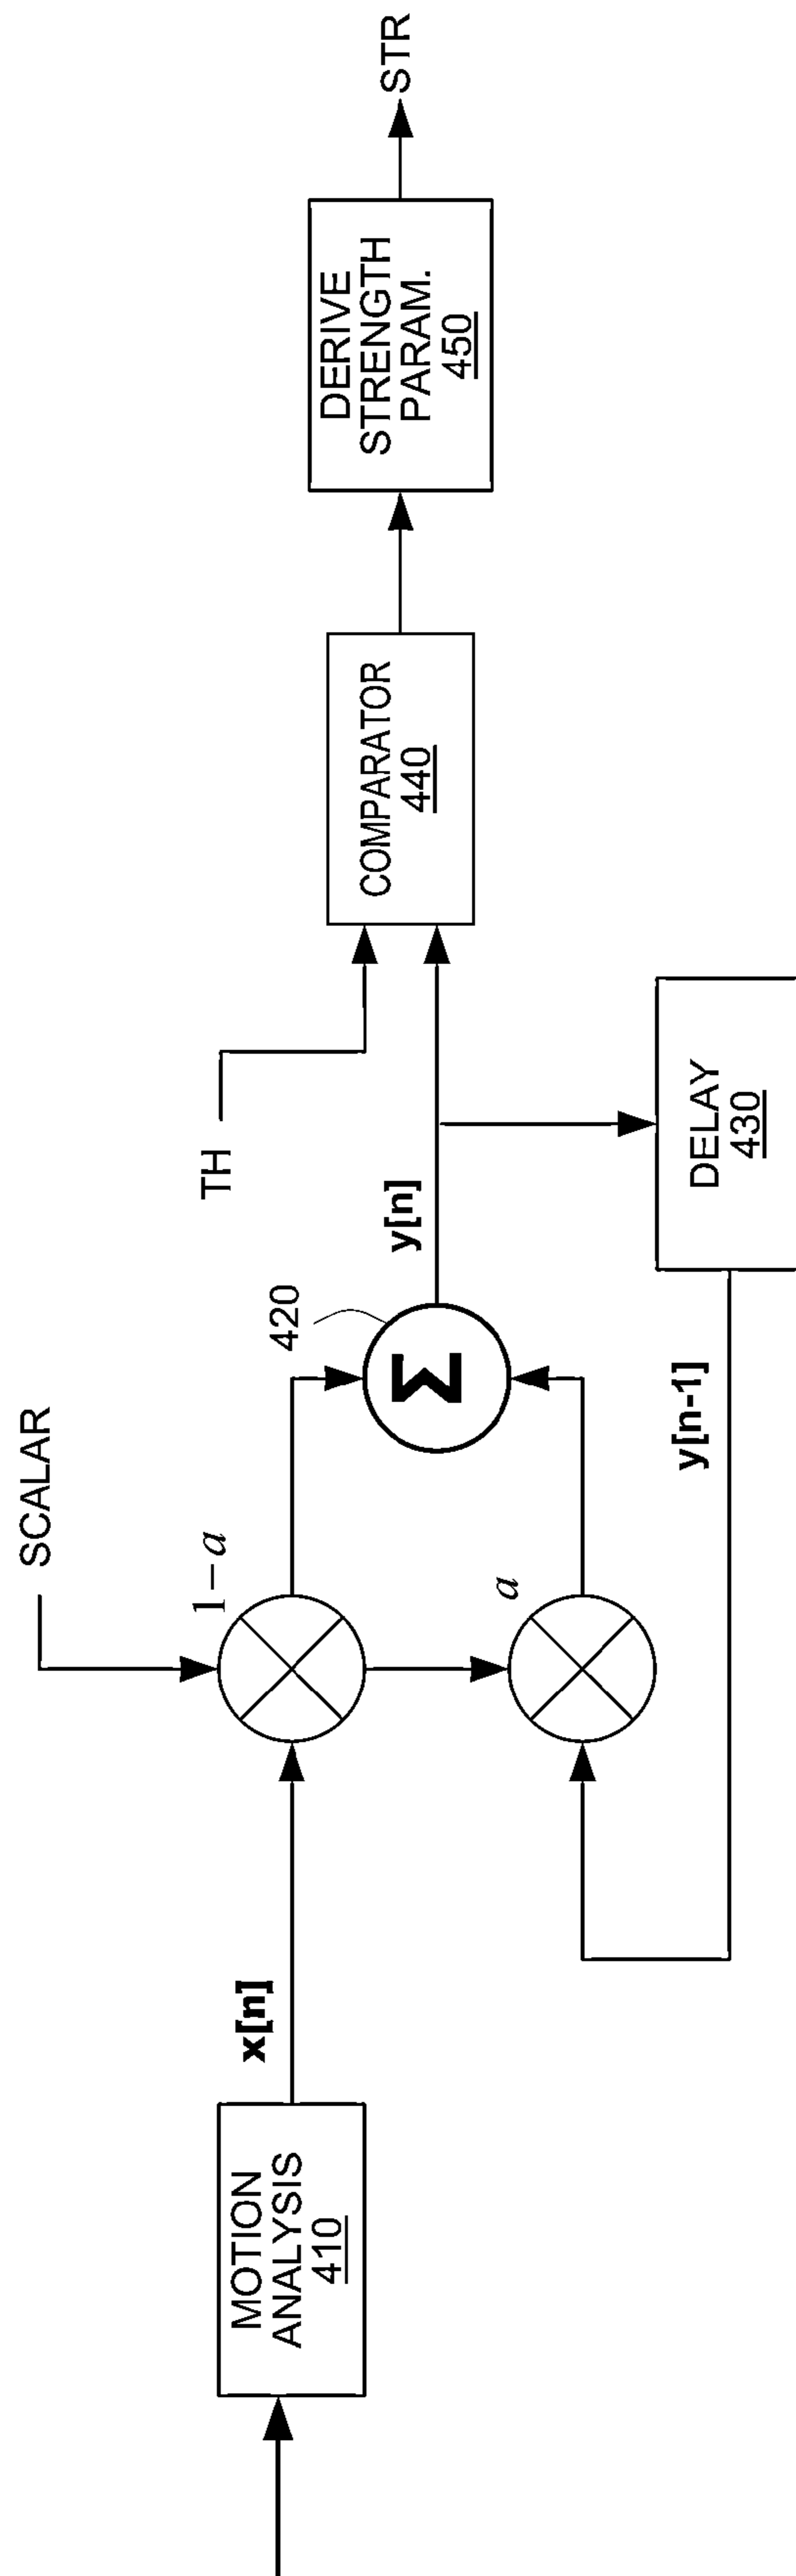 SCALAR
TH
MOTION
ANALYSIS
410
x[n]
1−a
a
420
Σ
y[n]
y[n-1]
DELAY
430
COMPARATOR
440
DERIVE
STRENGTH
PARAM.
450
STR